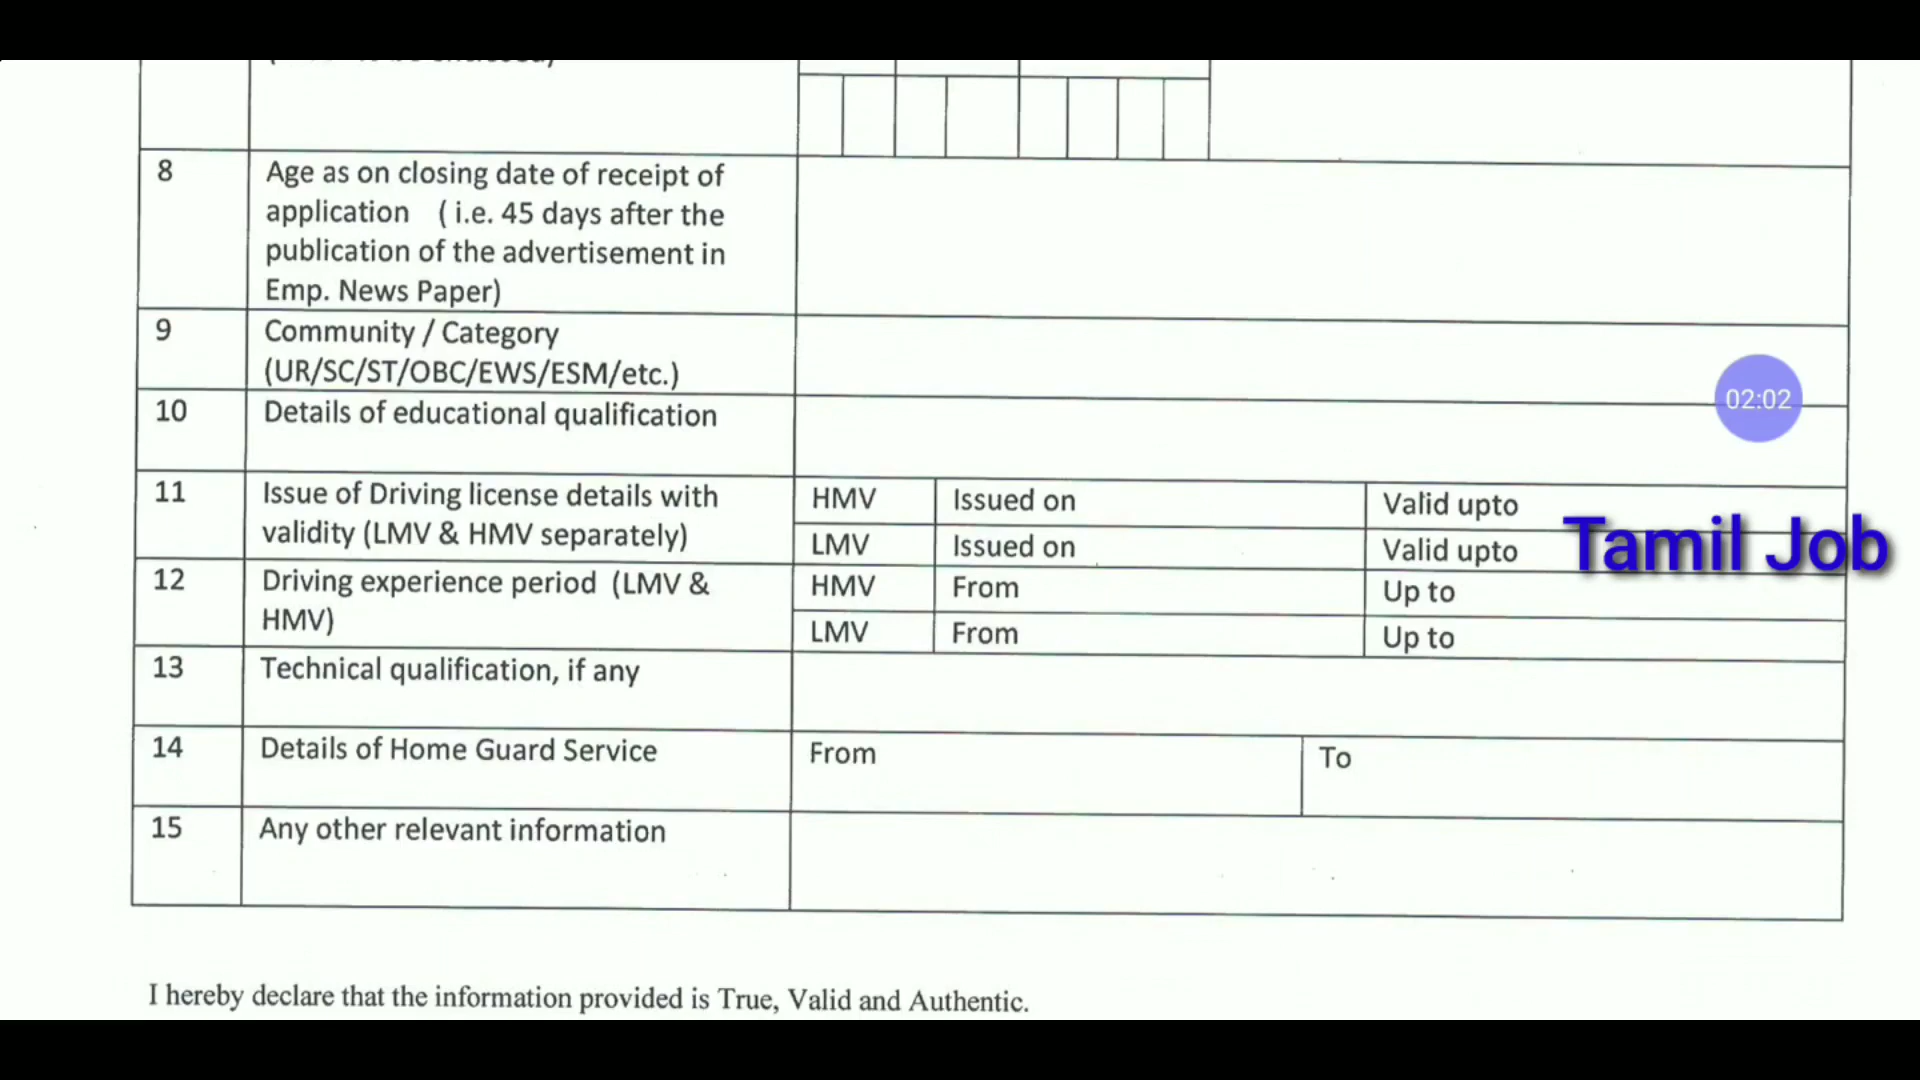 8
Age as on closing date of receipt of
application ( i.e. 45 days after the
publication of the advertisement in
Emp. News Paper)
9
Community / Category
(UR/SC/ST/OBC/EWS/ESM/etc.)
02:02
10
Details of educational qualification
11
Issue of Driving license details with
validity (LMV & HMV separately)
HMV Issued on Valid upto
LMV Issued on Valid upto
Tamil Job
12
Driving experience period (LMV &
HMV)
HMV From Up to
LMV From Up to
13
Technical qualification, if any
14
Details of Home Guard Service
From To
15
Any other relevant information
I hereby declare that the information provided is True, Valid and Authentic.